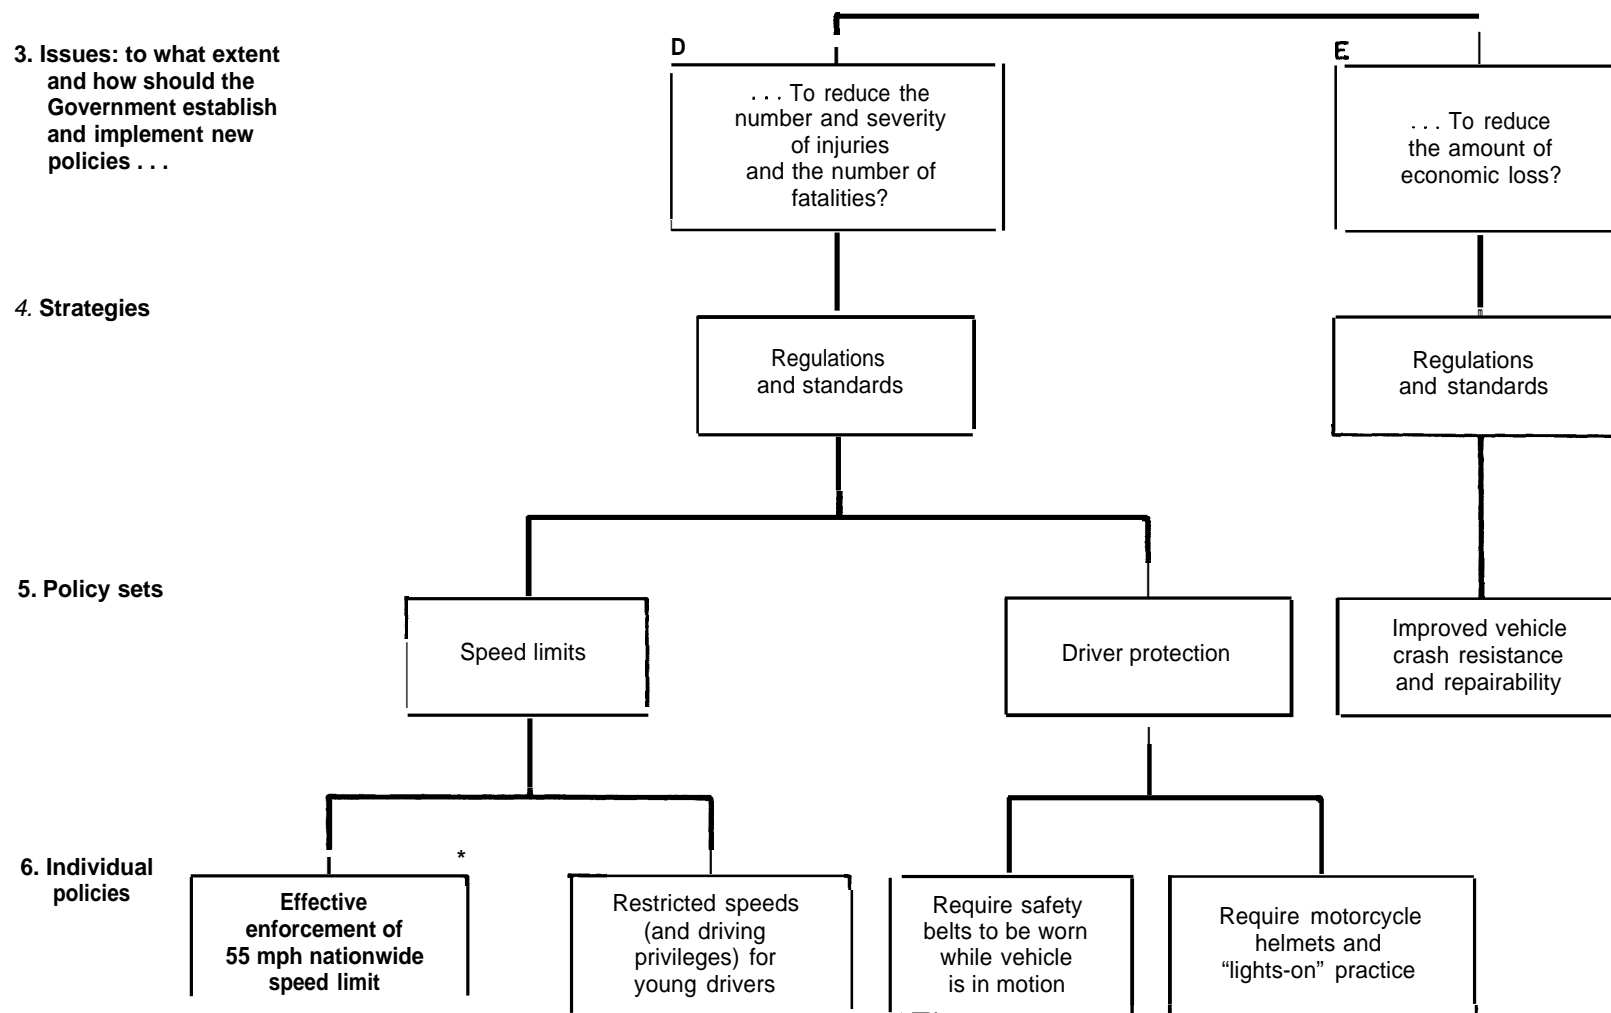 3. Issues: to what extent
and how should the
Government establish
and implement new
policies . . .
D
. . . To reduce the
number and severity
of injuries
and the number of
fatalities?
E
. . . To reduce
the amount of
economic loss?
4. Strategies
Regulations
and standards
Regulations
and standards
5. Policy sets
Speed limits
Driver protection
Improved vehicle
crash resistance
and repairability
6. Individual
policies
*
Effective
enforcement of
55 mph nationwide
speed limit
Restricted speeds
(and driving
privileges) for
young drivers
Require safety
belts to be worn
while vehicle
is in motion
Require motorcycle
helmets and
“lights-on” practice